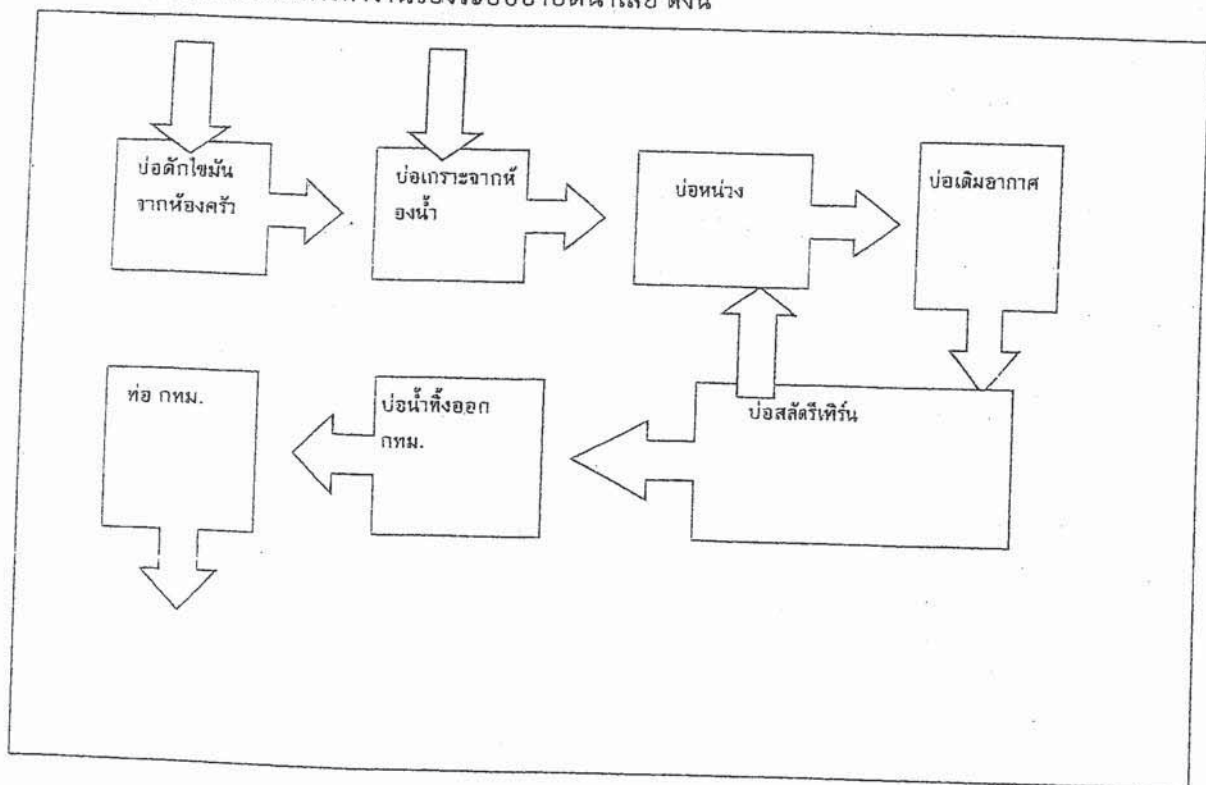 บ่อดักไขมัน
จากห้องครัว
บ่อเกราะจากห้
องน้ำ
บ่อหน่วง
บ่อเติมอากาศ
ท่อ กทม.
บ่อน้ำทิ้งออก
กทม.
บ่อสลัดรีเทิร์น